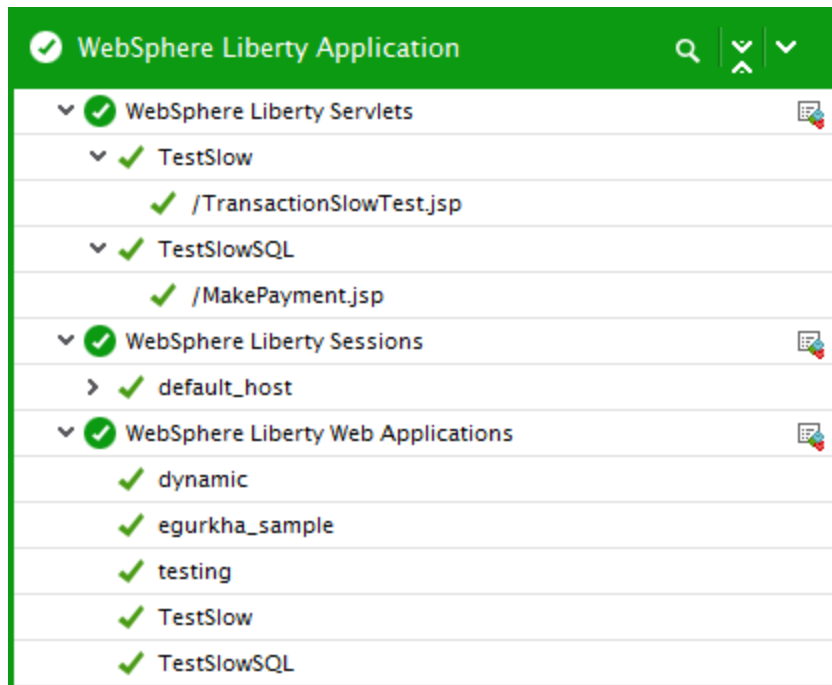 WebSphere Liberty Application
WebSphere Liberty Servlets
TestSlow
/TransactionSlowTest.jsp
TestSlowSQL
/MakePayment.jsp
WebSphere Liberty Sessions
default_host
WebSphere Liberty Web Applications
dynamic
egurkha_sample
testing
TestSlow
TestSlowSQL